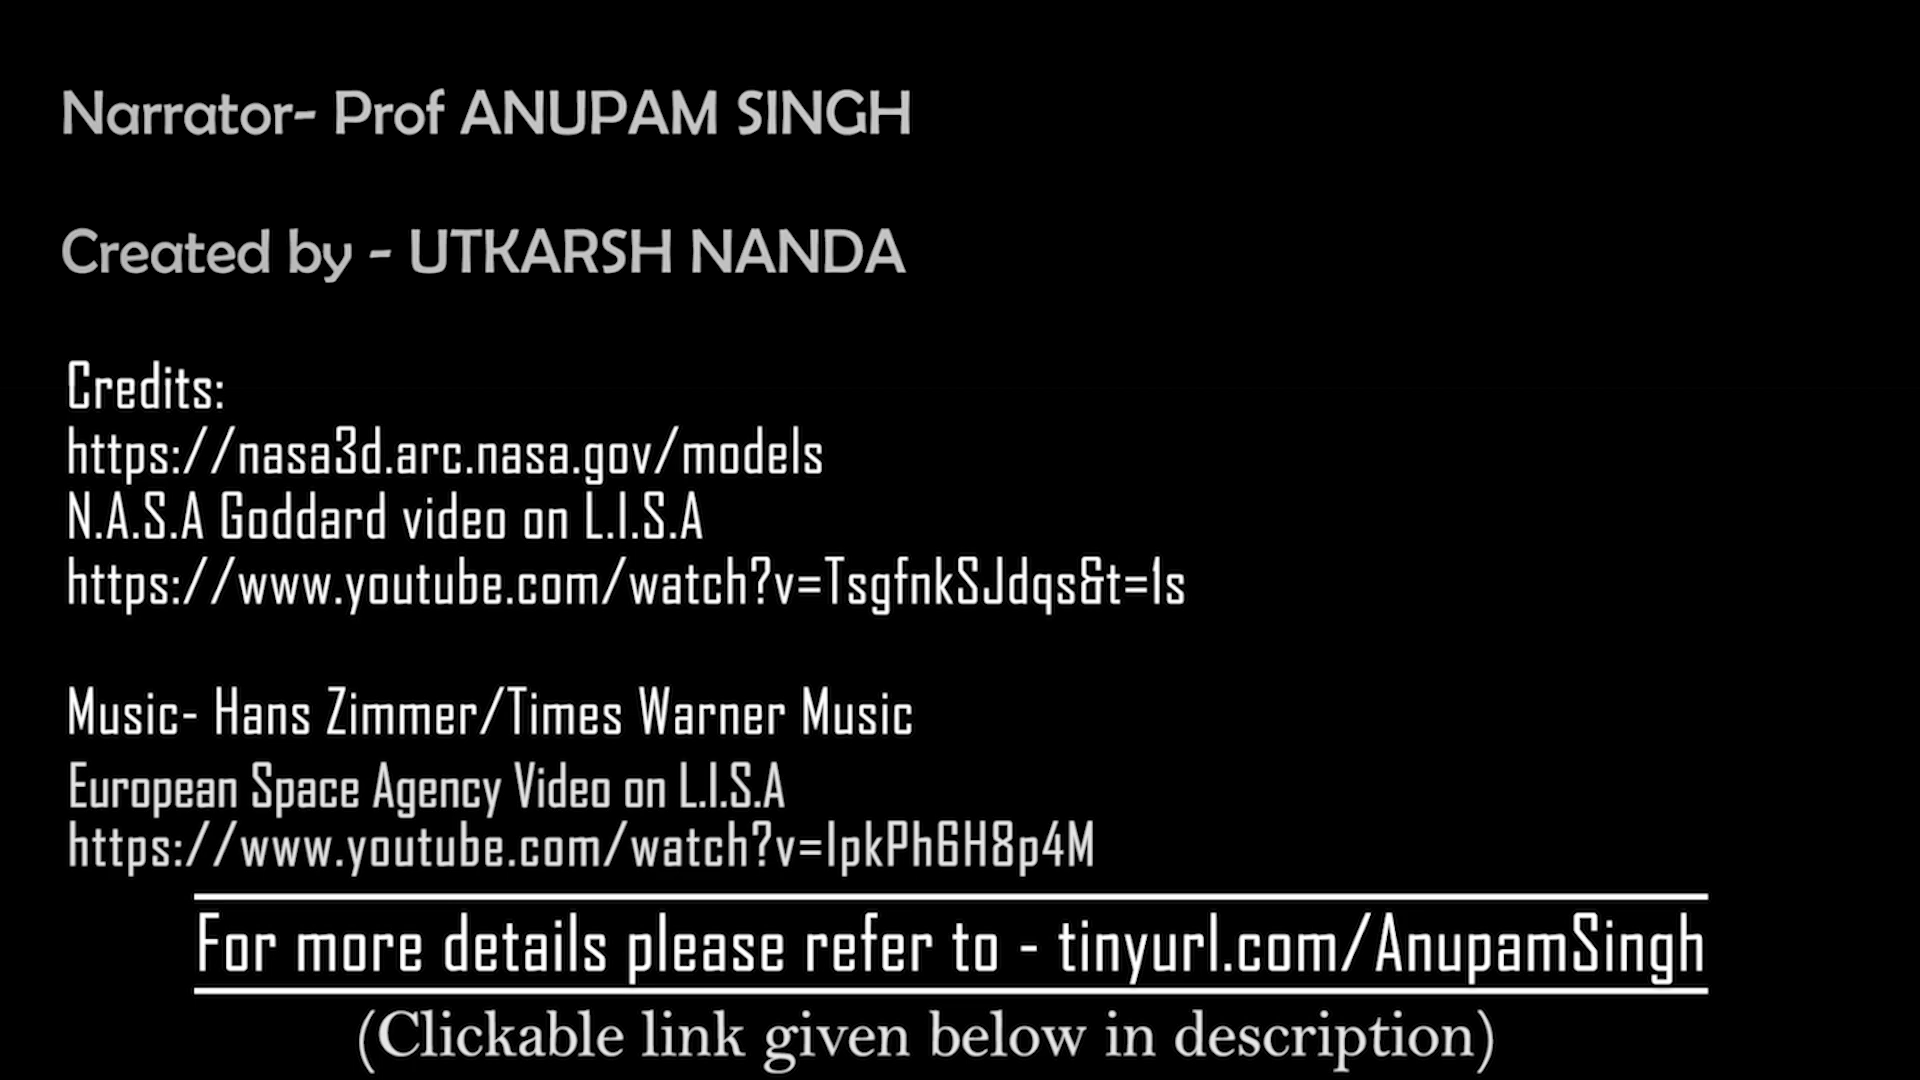 Narrator- Prof ANUPAM SINGH
Created by - UTKARSH NANDA
Credits:
https://nasa3d.arc.nasa.gov/models
N.A.S.A Goddard video on L.I.S.A
https://www.youtube.com/watch?v=TsgfnkSJdqs&t=1s
Music- Hans Zimmer/Times Warner Music
European Space Agency Video on L.I.S.A
https://www.youtube.com/watch?v=IpkPh6H8p4M
For more details please refer to - tinyurl.com/AnupamSingh
(Clickable link given below in description)